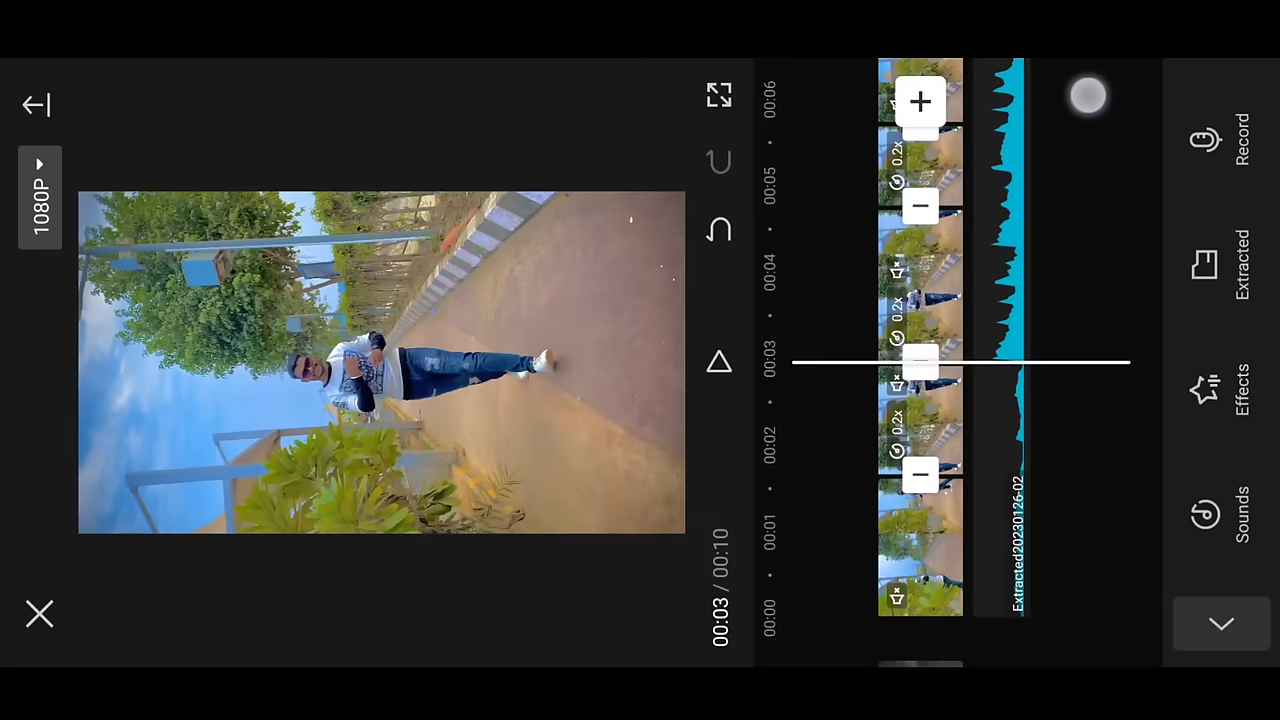 1080P
00:03 / 00:10
00:00
00:01
00:02
00:03
00:04
00:05
00:06
0.2x
0.2x
0.2x
Extracted20230126-02
Sounds
Effects
Extracted
Record